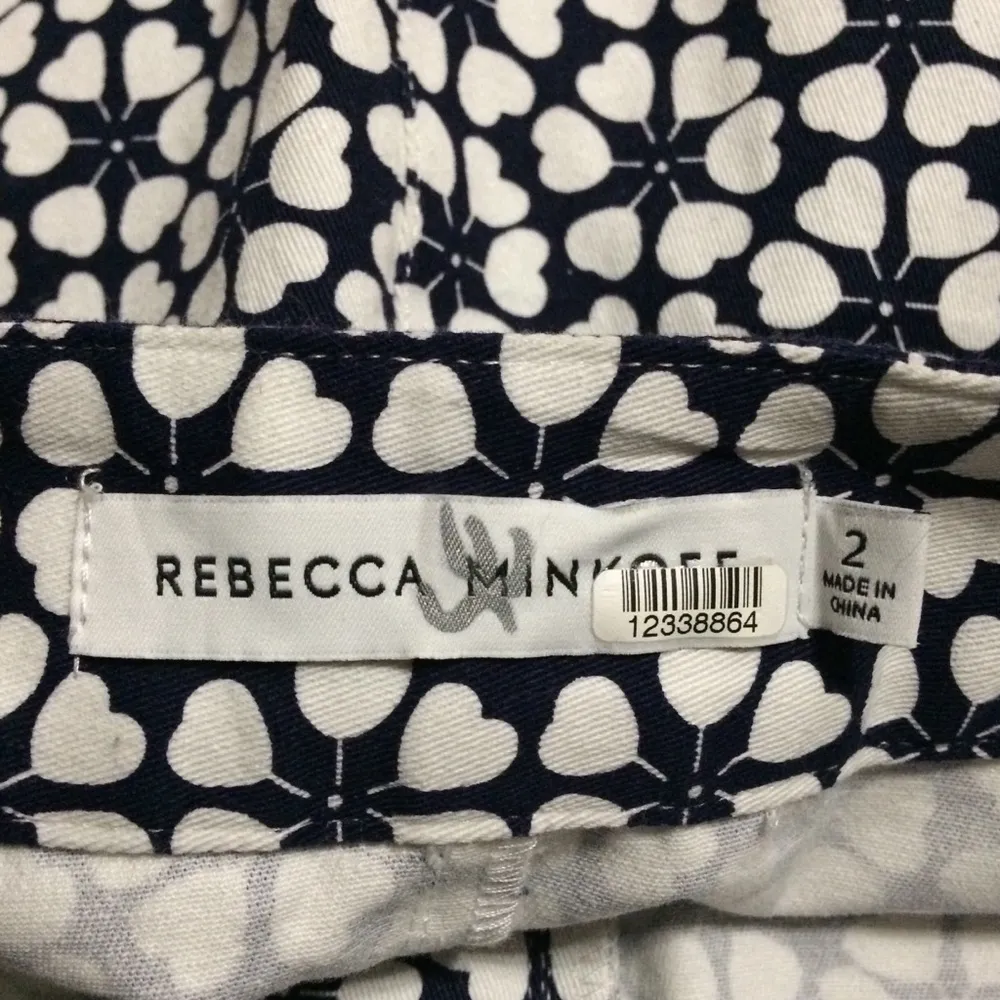 REBECCA MINKOFF
12338864
2
MADE IN
CHINA